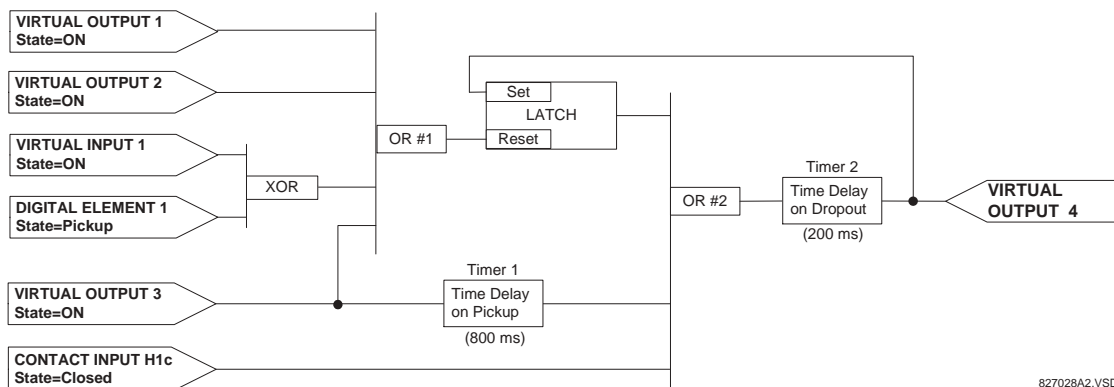 VIRTUAL OUTPUT 1
State=ON
VIRTUAL OUTPUT 2
State=ON
VIRTUAL INPUT 1
State=ON
DIGITAL ELEMENT 1
State=Pickup
XOR
VIRTUAL OUTPUT 3
State=ON
CONTACT INPUT H1c
State=Closed
OR #1
Set
LATCH
Reset
Timer 1
Time Delay
on Pickup
(800 ms)
OR #2
Timer 2
Time Delay
on Dropout
(200 ms)
VIRTUAL
OUTPUT 4
827028A2.VSD